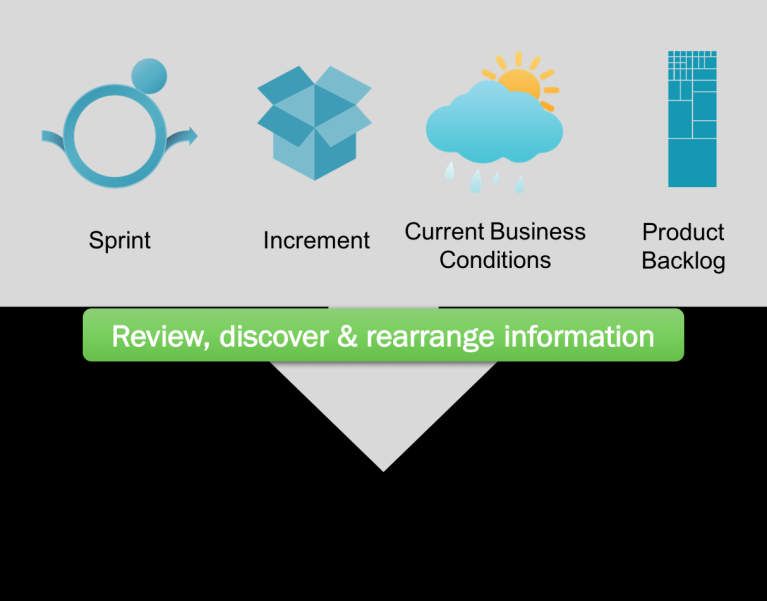 Sprint
Increment
Current Business
Conditions
Product
Backlog
Review, discover & rearrange information